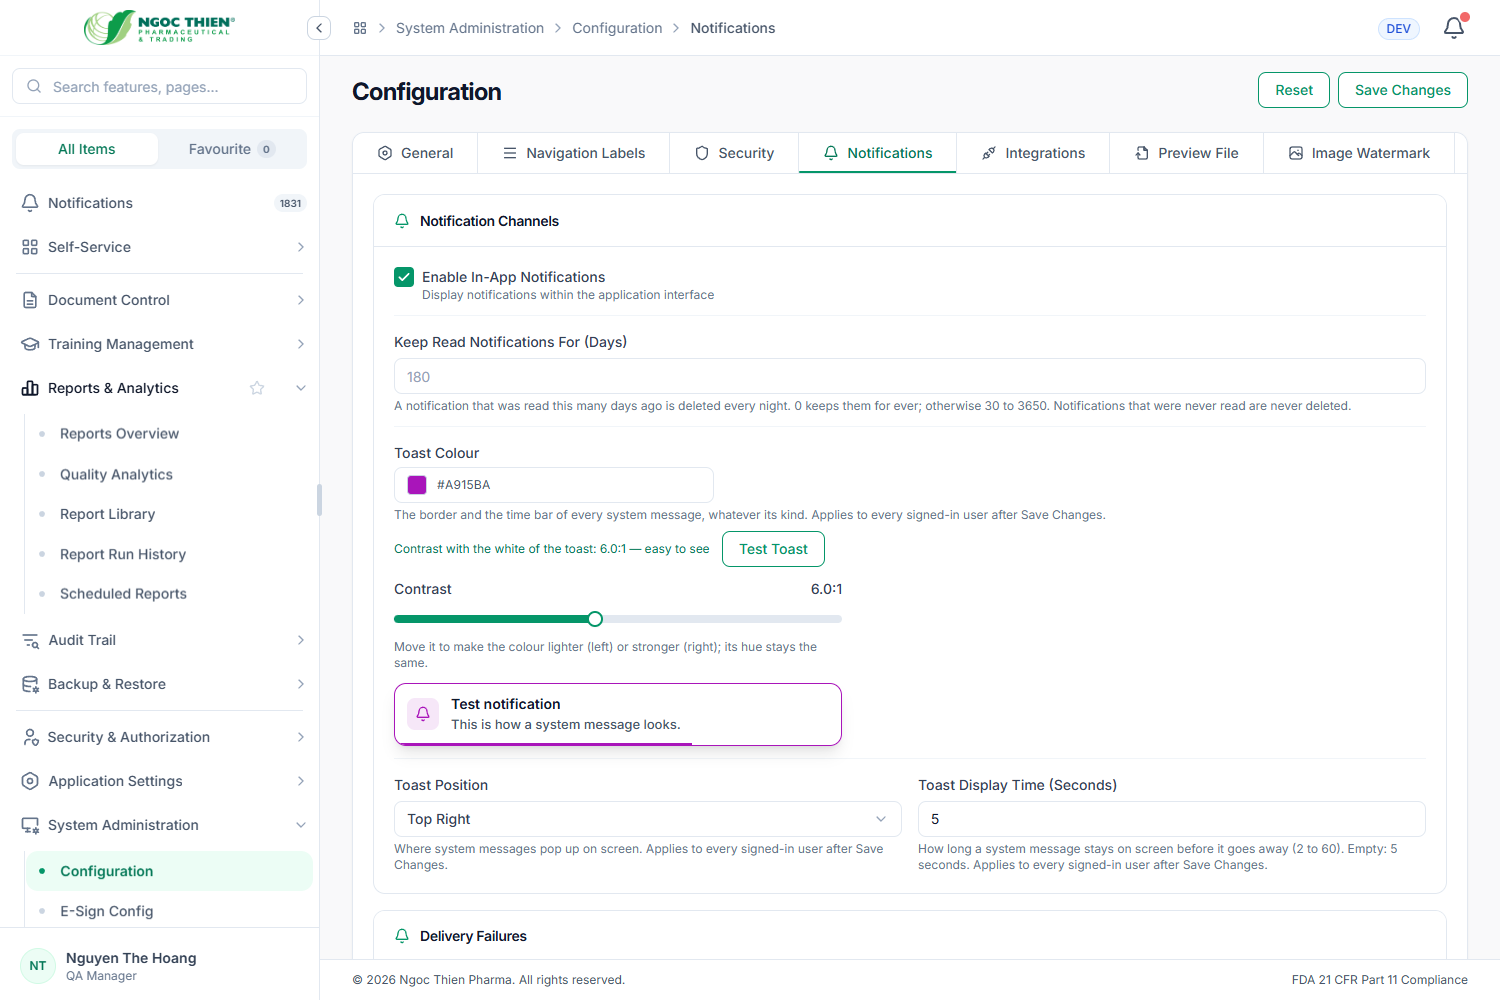 NGOC THIEN®
PHARMACEUTICAL
& TRADING
System Administration
Configuration
Notifications
DEV
Search features, pages...
Configuration
Reset
Save Changes
All Items
Favourite 0
General
Navigation Labels
Security
Notifications
Integrations
Preview File
Image Watermark
Notifications 1831
Self-Service
Document Control
Training Management
Reports & Analytics
Reports Overview
Quality Analytics
Report Library
Report Run History
Scheduled Reports
Audit Trail
Backup & Restore
Security & Authorization
Application Settings
System Administration
Configuration
E-Sign Config
NT
Nguyen The Hoang
QA Manager
Notification Channels
Enable In-App Notifications
Display notifications within the application interface
Keep Read Notifications For (Days)
180
A notification that was read this many days ago is deleted every night. 0 keeps them for ever; otherwise 30 to 3650. Notifications that were never read are never deleted.
Toast Colour
#A915BA
The border and the time bar of every system message, whatever its kind. Applies to every signed-in user after Save Changes.
Contrast with the white of the toast: 6.0:1 — easy to see
Test Toast
Contrast
6.0:1
Move it to make the colour lighter (left) or stronger (right); its hue stays the
same.
Test notification
This is how a system message looks.
Toast Position
Top Right
Where system messages pop up on screen. Applies to every signed-in user after Save
Changes.
Toast Display Time (Seconds)
5
How long a system message stays on screen before it goes away (2 to 60). Empty: 5
seconds. Applies to every signed-in user after Save Changes.
Delivery Failures
© 2026 Ngoc Thien Pharma. All rights reserved.
FDA 21 CFR Part 11 Compliance